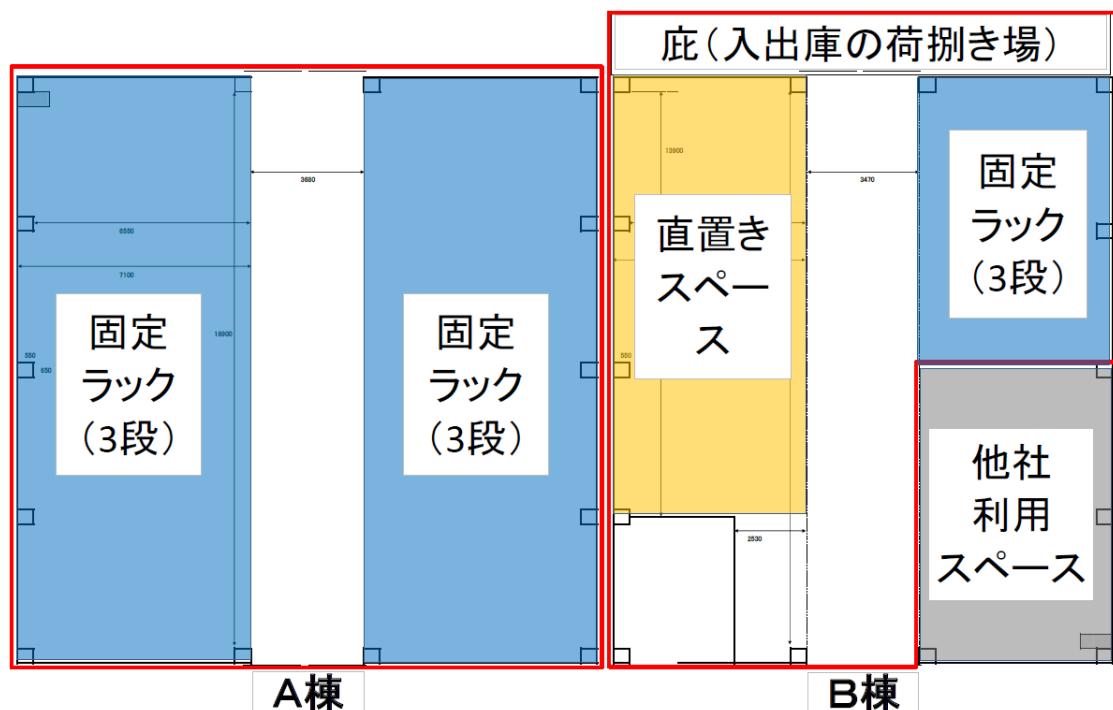 庇（入出庫の荷捌き場）
13900
3680
3470
固定
ラック
（3段）
6550
直置き
スペー
ス
7100
固定
ラック
（3段）
18900
固定
ラック
（3段）
550
650
550
他社
利用
スペース
2530
A棟
B棟